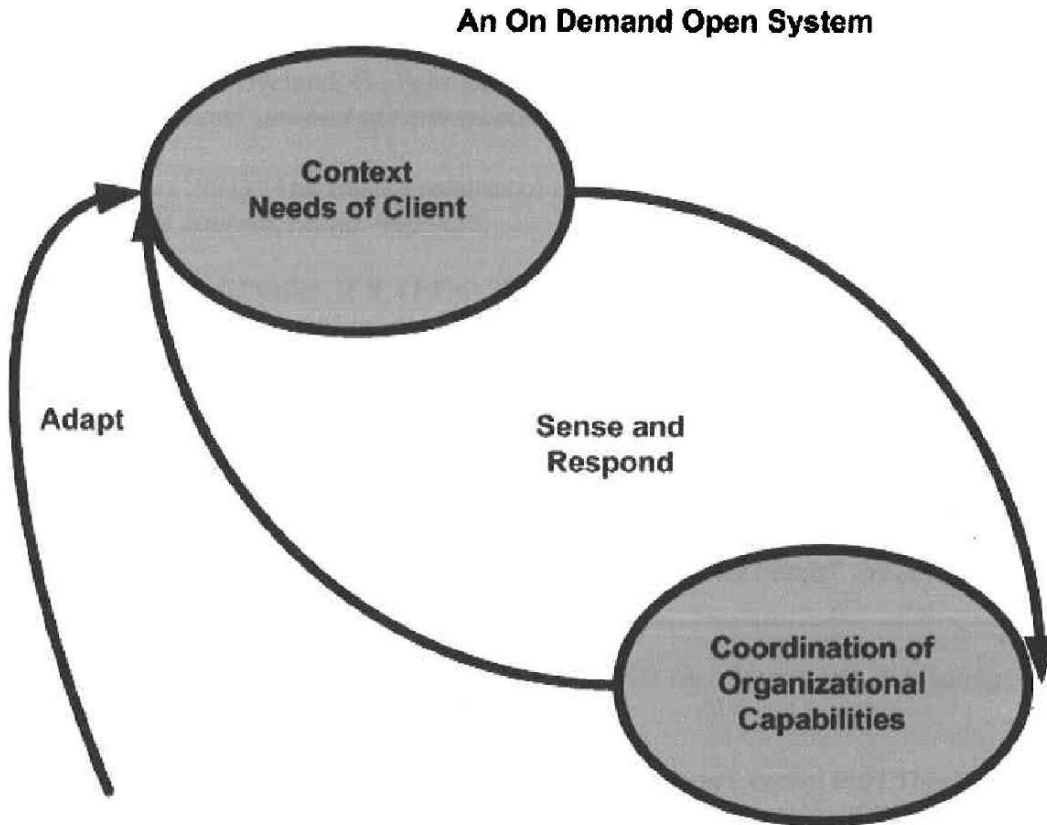 An On Demand Open System
Context
Needs of Client
Adapt
Sense and
Respond
Coordination of
Organizational
Capabilities